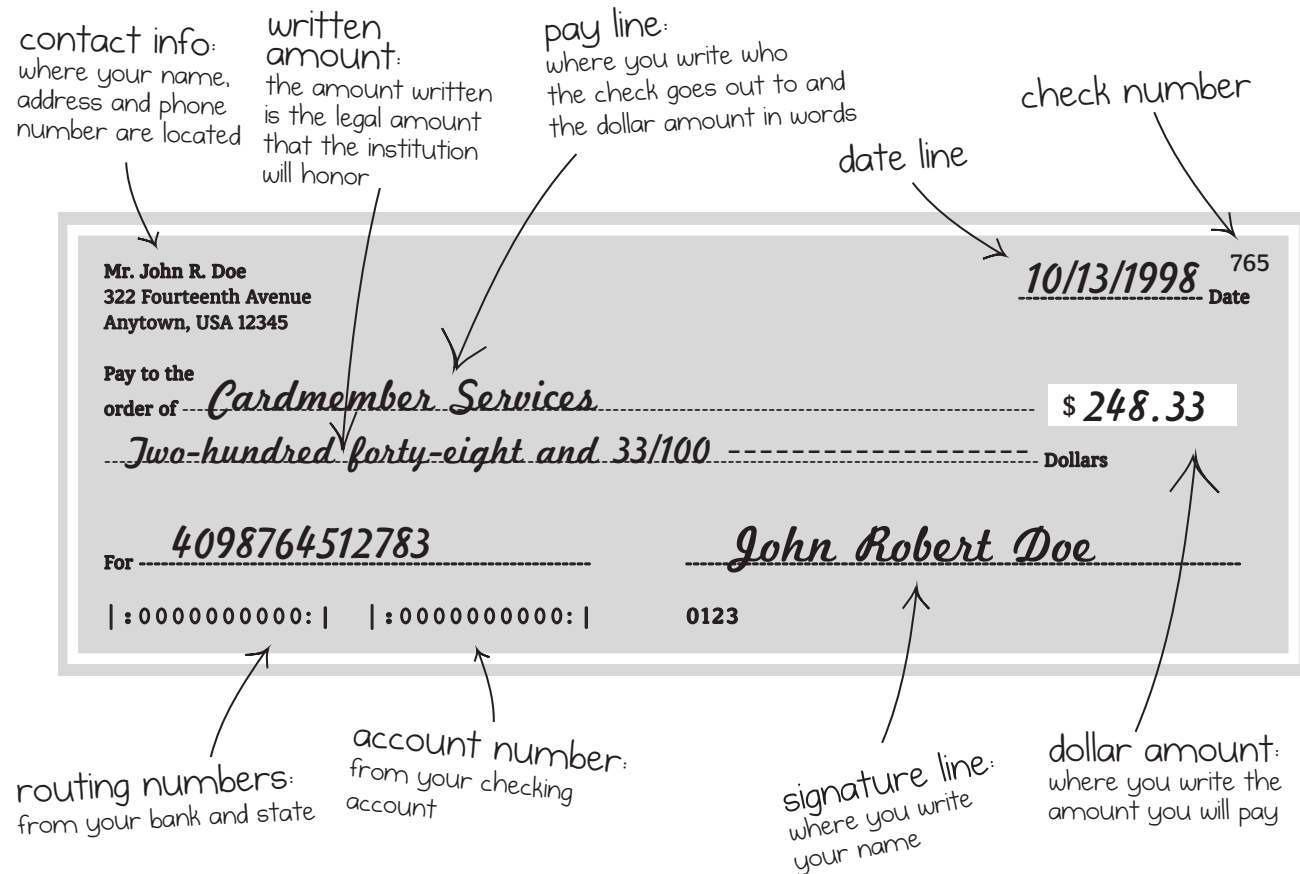 contact info:
where your name,
address and phone
number are located
written
amount:
the amount written
is the legal amount
that the institution
will honor
pay line:
where you write who
the check goes out to and
the dollar amount in words
date line
check number
Mr. John R. Doe
322 Fourteenth Avenue
Anytown, USA 12345
765
10/13/1998 Date
Pay to the
order of Cardmember Services $ 248.33
Two-hundred forty-eight and 33/100 ------------------- Dollars
For 4098764512783 John Robert Doe
|:0000000000:| |:0000000000:| 0123
routing numbers:
from your bank and state
account number:
from your checking
account
signature line:
where you write
your name
dollar amount:
where you write the
amount you will pay